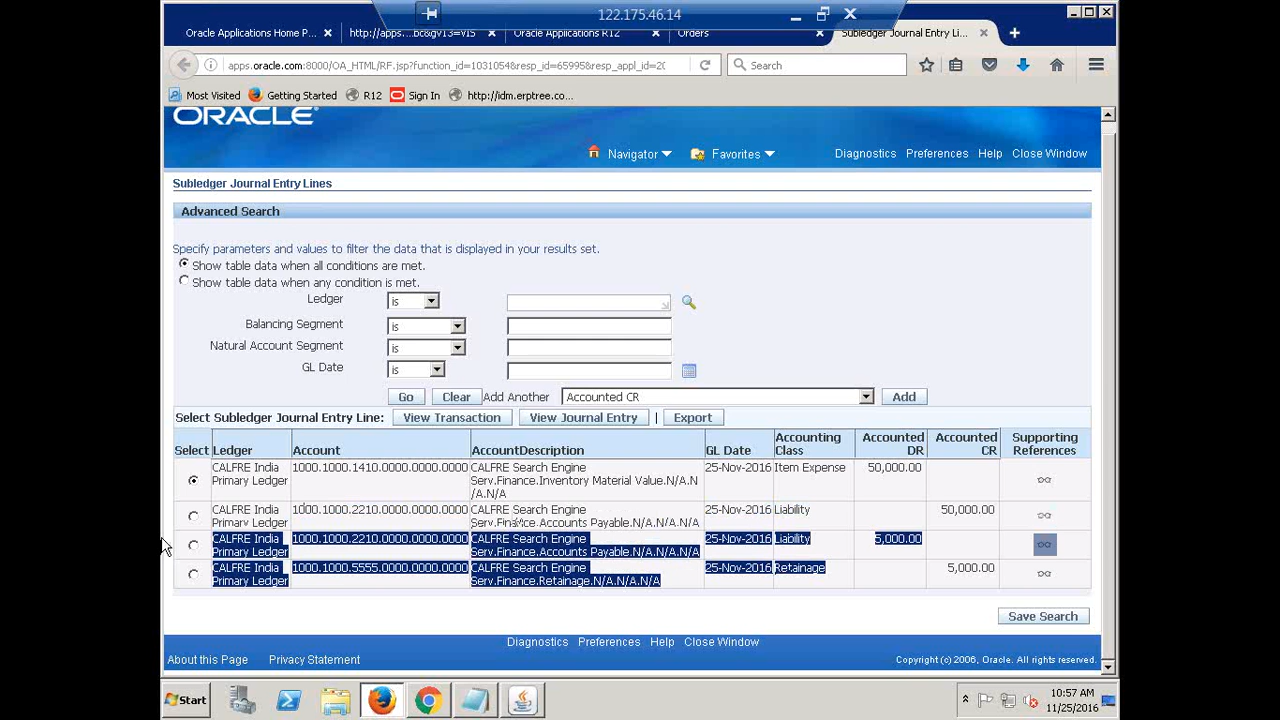 122.175.46.14
Oracle Applications Home P... × http://apps....bc&gV13=VIS × Oracle Applications R12 × Orders × Subledger Journal Entry Li... ×
apps.oracle.com:8000/OA_HTML/RF.jsp?function_id=1031054&resp_id=65995&resp_appl_id=20 Search
Most Visited Getting Started R12 Sign In http://idm.erptree.co...
ORACLE
Navigator Favorites Diagnostics Preferences Help Close Window
Subledger Journal Entry Lines
Advanced Search
Specify parameters and values to filter the data that is displayed in your results set.
Show table data when all conditions are met.
Show table data when any condition is met.
Ledger is
Balancing Segment is
Natural Account Segment is
GL Date is
Go Clear Add Another Accounted CR Add
Select Subledger Journal Entry Line: View Transaction View Journal Entry | Export
Select Ledger Account AccountDescription GL Date Accounting Class Accounted DR Accounted CR Supporting References
CALFRE India Primary Ledger 1000.1000.1410.0000.0000.0000 CALFRE Search Engine Serv.Finance.Inventory Material Value.N/A.N/A.N/A 25-Nov-2016 Item Expense 50,000.00
CALFRE India Primary Ledger 1000.1000.2210.0000.0000.0000 CALFRE Search Engine Serv.Finance.Accounts Payable.N/A.N/A.N/A 25-Nov-2016 Liability 50,000.00
CALFRE India Primary Ledger 1000.1000.2210.0000.0000.0000 CALFRE Search Engine Serv.Finance.Accounts Payable.N/A.N/A.N/A 25-Nov-2016 Liability 5,000.00
CALFRE India Primary Ledger 1000.1000.5555.0000.0000.0000 CALFRE Search Engine Serv.Finance.Retainage.N/A.N/A.N/A 25-Nov-2016 Retainage 5,000.00
Save Search
Diagnostics Preferences Help Close Window
About this Page Privacy Statement Copyright (c) 2006, Oracle. All rights reserved.
Start 10:57 AM
11/25/2016